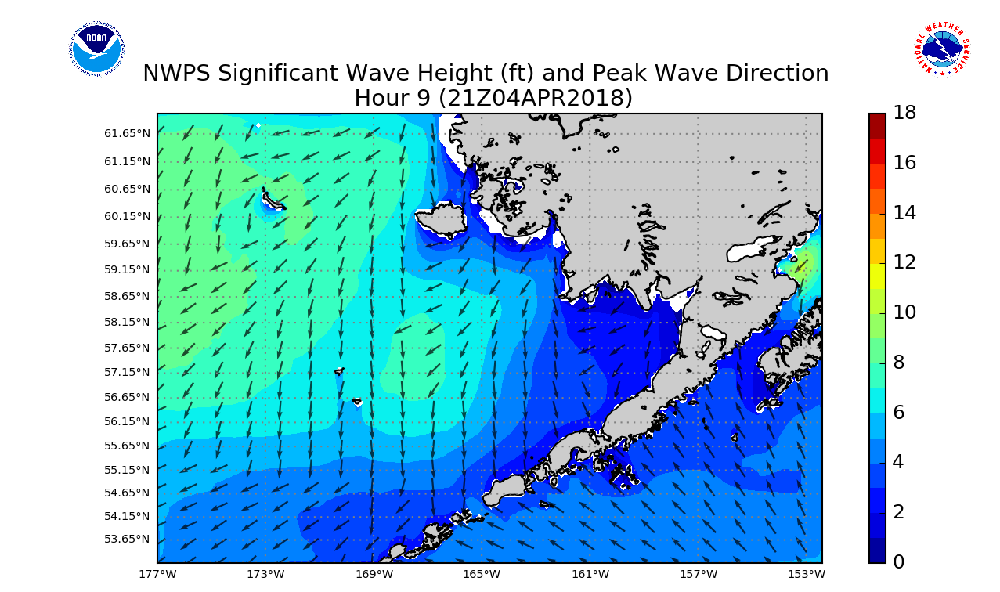 NOAA
NATIONAL WEATHER SERVICE
NWPS Significant Wave Height (ft) and Peak Wave Direction
Hour 9 (21Z04APR2018)
61.65°N
61.15°N
60.65°N
60.15°N
59.65°N
59.15°N
58.65°N
58.15°N
57.65°N
57.15°N
56.65°N
56.15°N
55.65°N
55.15°N
54.65°N
54.15°N
53.65°N
177°W 173°W 169°W 165°W 161°W 157°W 153°W
18
16
14
12
10
8
6
4
2
0